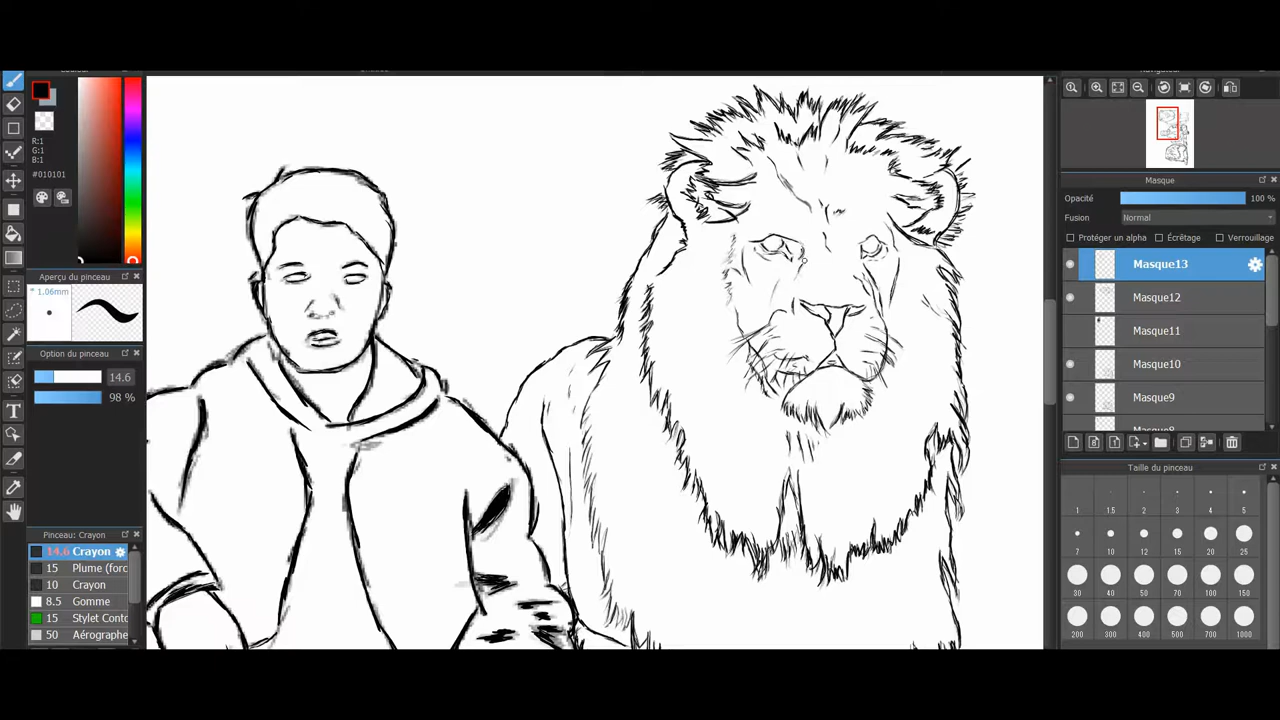 R:1
G:1
B:1
#010101
Aperçu du pinceau
* 1.06mm
Option du pinceau
14.6
98 %
Pinceau: Crayon
14.6 Crayon
15 Plume (forc
10 Crayon
8.5 Gomme
15 Stylet Conto
50 Aérographe
Masque
Opacité 100 %
Fusion Normal
Protéger un alpha Écrêtage Verrouillage
Masque13
Masque12
Masque11
Masque10
Masque9
Taille du pinceau
1 1.5 2 3 4 5
7 10 12 15 20 25
30 40 50 70 100 150
200 300 400 500 700 1000